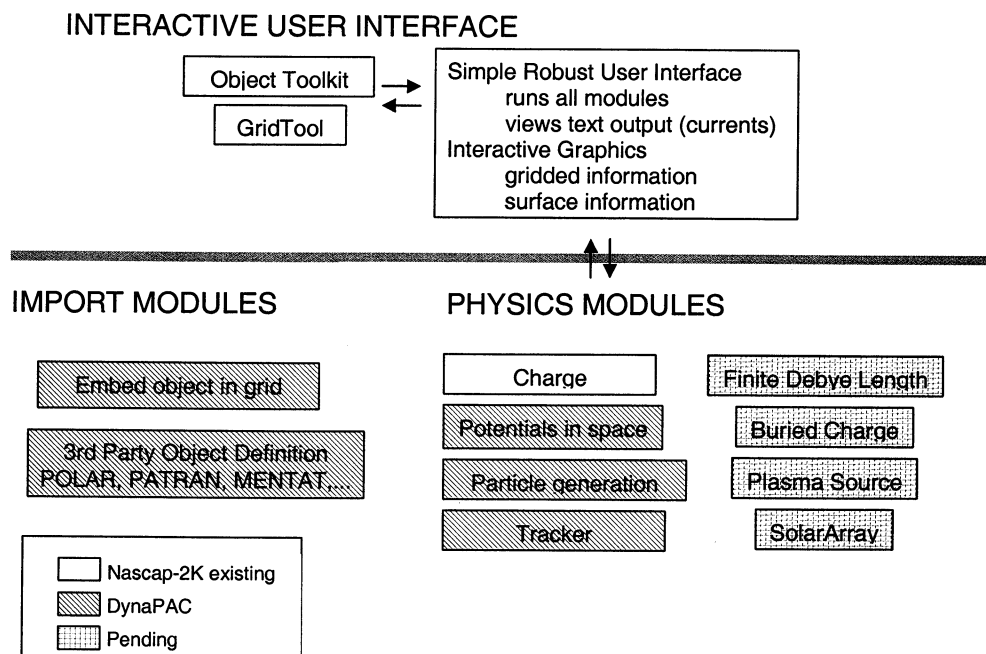 INTERACTIVE USER INTERFACE
Object Toolkit
GridTool
Simple Robust User Interface
runs all modules
views text output (currents)
Interactive Graphics
gridded information
surface information
IMPORT MODULES
Embed object in grid
3rd Party Object Definition
POLAR, PATRAN, MENTAT,...
PHYSICS MODULES
Charge
Potentials in space
Particle generation
Tracker
Finite Debye Length
Buried Charge
Plasma Source
SolarArray
Nascap-2K existing
DynaPAC
Pending